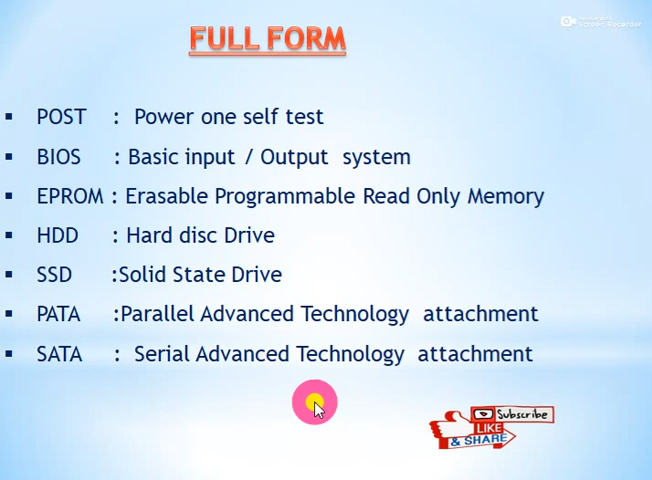 FULL FORM
▪ POST : Power one self test
▪ BIOS : Basic input / Output system
▪ EPROM : Erasable Programmable Read Only Memory
▪ HDD : Hard disc Drive
▪ SSD :Solid State Drive
▪ PATA :Parallel Advanced Technology attachment
▪ SATA : Serial Advanced Technology attachment
Subscribe
LIKE
& SHARE
Screen Recorder